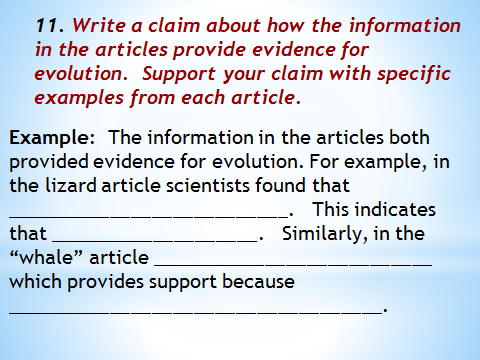 11. Write a claim about how the information
in the articles provide evidence for
evolution. Support your claim with specific
examples from each article.
Example: The information in the articles both
provided evidence for evolution. For example, in
the lizard article scientists found that
___________________________. This indicates
that ____________________. Similarly, in the
“whale” article ___________________________
which provides support because
____________________________________.